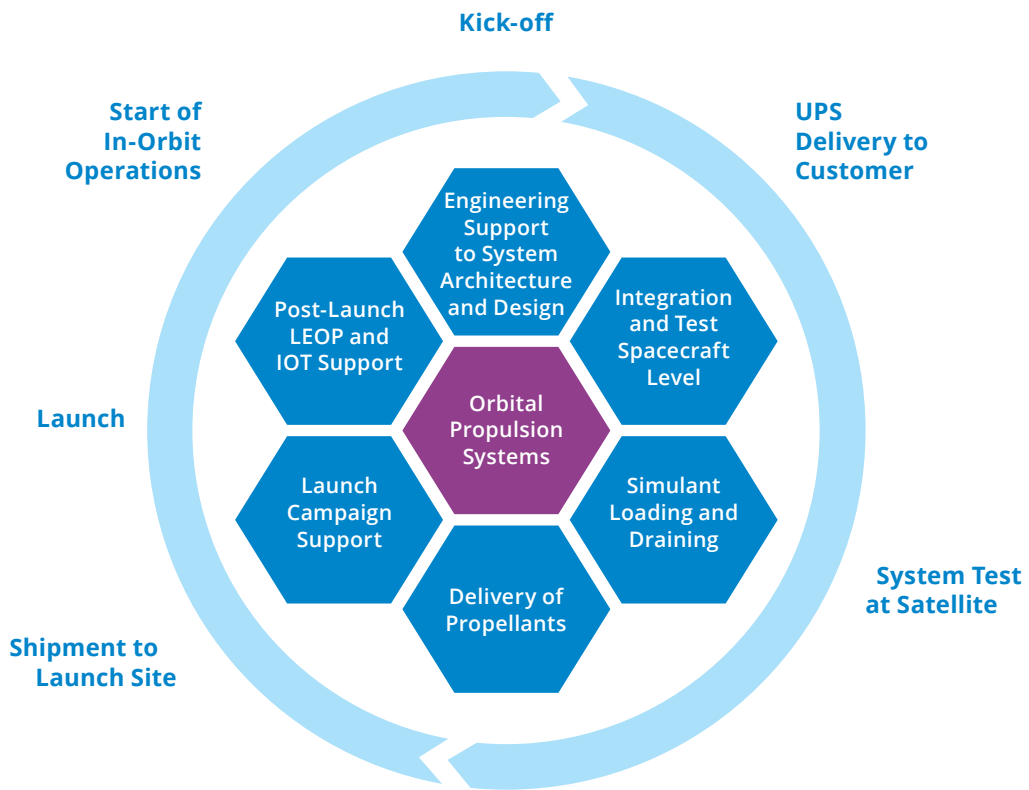 Kick-off
Start of
In-Orbit
Operations
UPS
Delivery to
Customer
Engineering
Support
to System
Architecture
and Design
Post-Launch
LEOP and
IOT Support
Integration
and Test
Spacecraft
Level
Orbital
Propulsion
Systems
Launch
Launch
Campaign
Support
Simulant
Loading and
Draining
System Test
at Satellite
Delivery of
Propellants
Shipment to
Launch Site